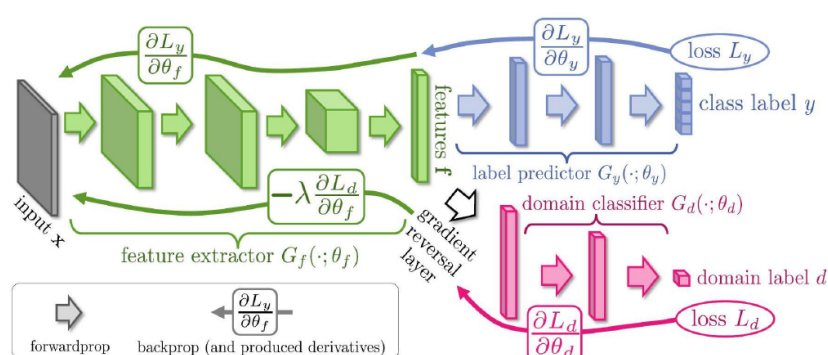 ∂L_y/∂θ_f
∂L_y/∂θ_y
loss L_y
features f
class label y
label predictor G_y(·;θ_y)
input x
−λ ∂L_d/∂θ_f
feature extractor G_f(·;θ_f)
gradient
reversal
layer
domain classifier G_d(·;θ_d)
domain label d
∂L_d/∂θ_d
loss L_d
∂L_y/∂θ_f
forwardprop
backprop (and produced derivatives)